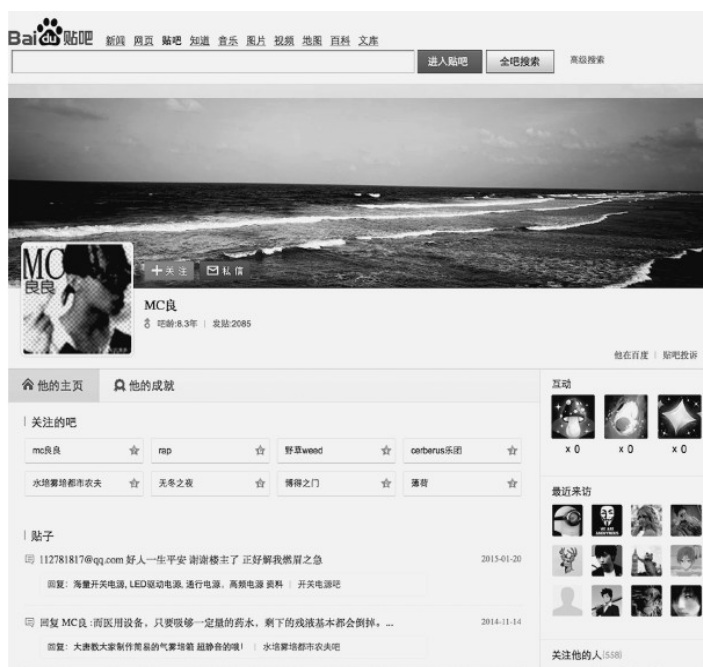 Bai du 贴吧 新闻 网页 贴吧 知道 音乐 图片 视频 地图 百科 文库
进入贴吧 全吧搜索 高级搜索
MC
良良
+关注 私信
MC良
吧龄:8.3年 | 发贴:2085
他在百度 | 贴吧投诉
他的主页 他的成就
互动
x 0 x 0 x 0
关注的吧
mc良良 rap 野草weed cerberus乐团
水培雾培都市农夫 无冬之夜 博得之门 薄荷
最近来访
贴子
112781817@qq.com 好人一生平安 谢谢楼主了 正好解我燃眉之急 2015-01-20
回复：海量开关电源, LED驱动电源, 通行电源，高频电源 资料 | 开关电源吧
回复 MC良 :而医用设备，只要吸够一定量的药水，剩下的残液基本都会倒掉。... 2014-11-14
回复：大唐教大家制作简易的气雾培箱 超静音的哦！ | 水培雾培都市农夫吧
关注他的人(558)